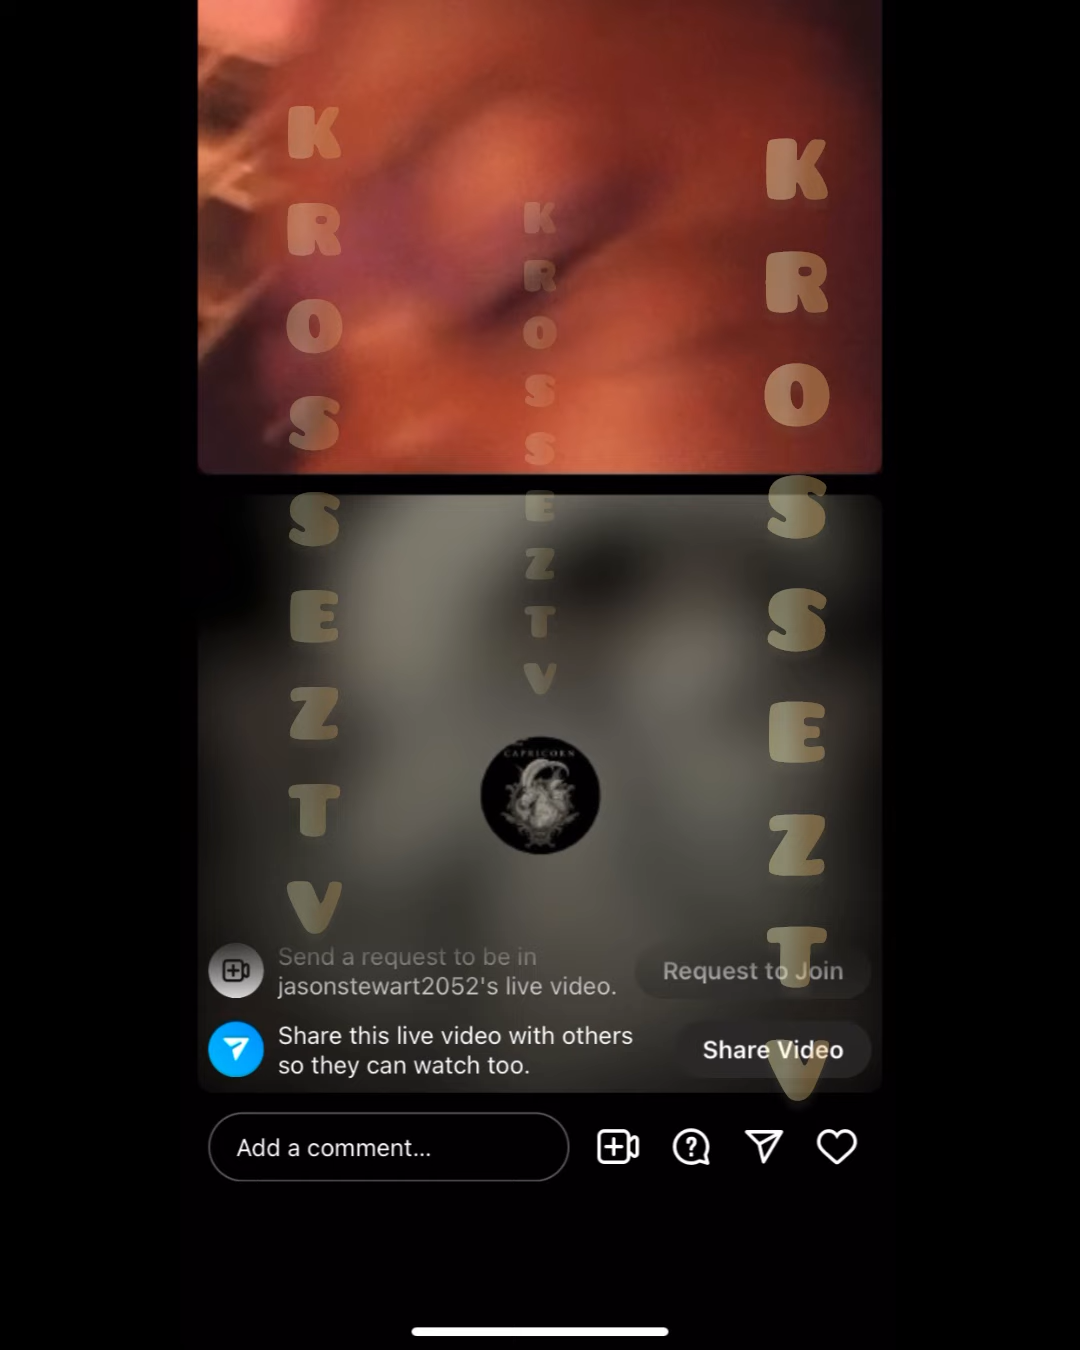 KROSSEZTV
KROSSEZTV
KROSSEZTV
CAPRICORN
Send a request to be in
jasonstewart2052's live video.
Request to Join
Share this live video with others
so they can watch too.
Share Video
Add a comment...